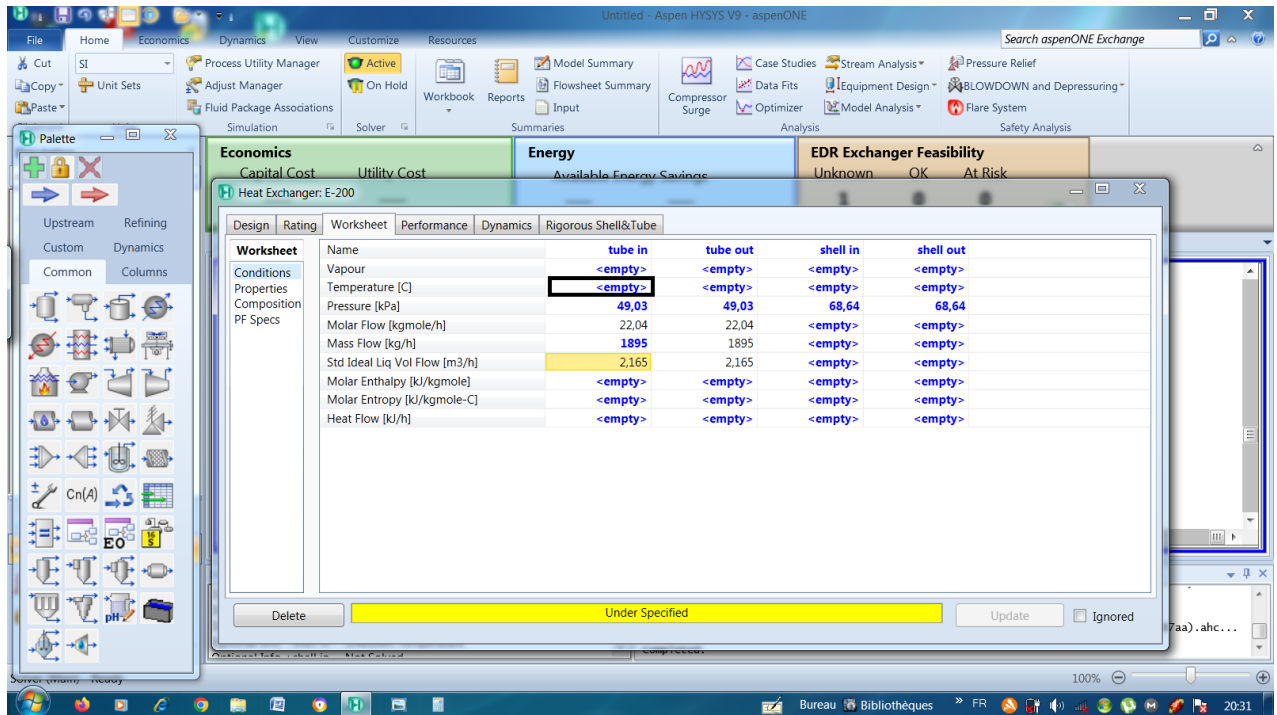 Untitled - Aspen HYSYS V9 - aspenONE
File Home Economics Dynamics View Customize Resources Search aspenONE Exchange
Cut SI Process Utility Manager Active Model Summary Case Studies Stream Analysis Pressure Relief
Copy Unit Sets Adjust Manager On Hold Workbook Reports Flowsheet Summary Compressor Surge Data Fits Equipment Design BLOWDOWN and Depressuring
Paste Fluid Package Associations Input Optimizer Model Analysis Flare System
Simulation Solver Summaries Analysis Safety Analysis
Palette
Economics Energy EDR Exchanger Feasibility
Capital Cost Utility Cost Available Energy Savings Unknown OK At Risk
Heat Exchanger: E-200
Upstream Refining
Custom Dynamics
Common Columns
Cn(A)
EO
16
S
pH
Design Rating Worksheet Performance Dynamics Rigorous Shell&Tube
Worksheet
Conditions
Properties
Composition
PF Specs
Name tube in tube out shell in shell out
Vapour <empty> <empty> <empty> <empty>
Temperature [C] <empty> <empty> <empty> <empty>
Pressure [kPa] 49,03 49,03 68,64 68,64
Molar Flow [kgmole/h] 22,04 22,04 <empty> <empty>
Mass Flow [kg/h] 1895 1895 <empty> <empty>
Std Ideal Liq Vol Flow [m3/h] 2,165 2,165 <empty> <empty>
Molar Enthalpy [kJ/kgmole] <empty> <empty> <empty> <empty>
Molar Entropy [kJ/kgmole-C] <empty> <empty> <empty> <empty>
Heat Flow [kJ/h] <empty> <empty> <empty> <empty>
Delete Under Specified Update Ignored
7aa).ahc...
100%
Bureau Bibliothèques FR 20:31